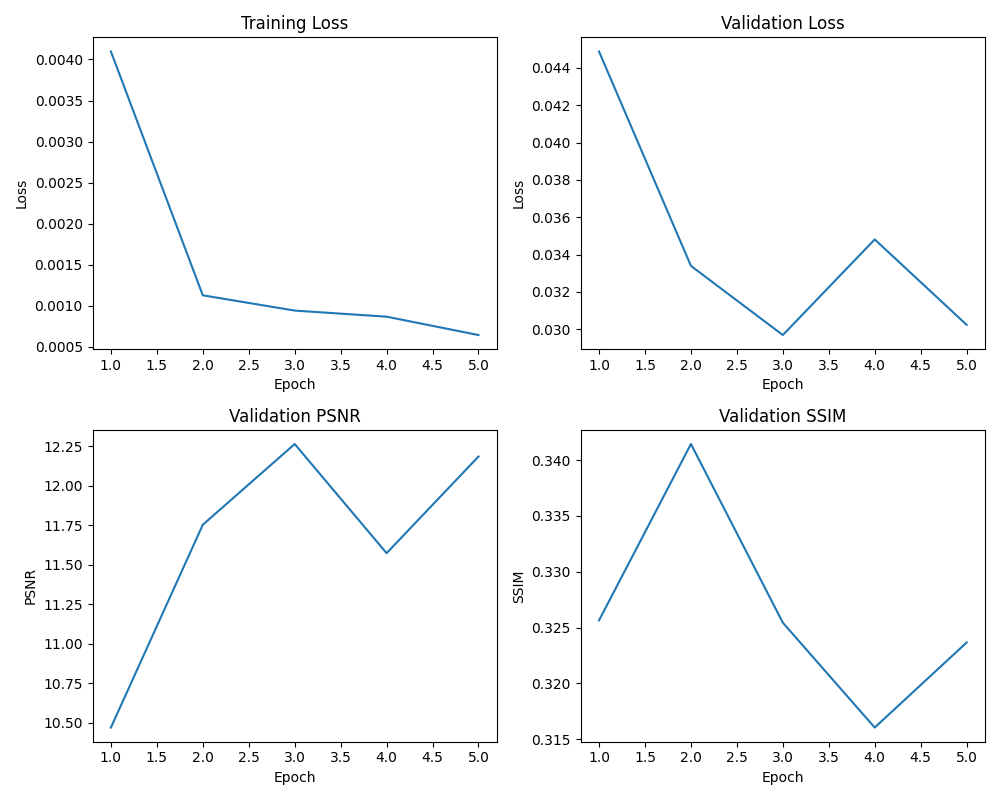 Training Loss
0.0040
0.0035
0.0030
0.0025
0.0020
0.0015
0.0010
0.0005
Loss
1.0 1.5 2.0 2.5 3.0 3.5 4.0 4.5 5.0
Epoch
Validation Loss
0.044
0.042
0.040
0.038
0.036
0.034
0.032
0.030
Loss
1.0 1.5 2.0 2.5 3.0 3.5 4.0 4.5 5.0
Epoch
Validation PSNR
12.25
12.00
11.75
11.50
11.25
11.00
10.75
10.50
PSNR
1.0 1.5 2.0 2.5 3.0 3.5 4.0 4.5 5.0
Epoch
Validation SSIM
0.340
0.335
0.330
0.325
0.320
0.315
SSIM
1.0 1.5 2.0 2.5 3.0 3.5 4.0 4.5 5.0
Epoch